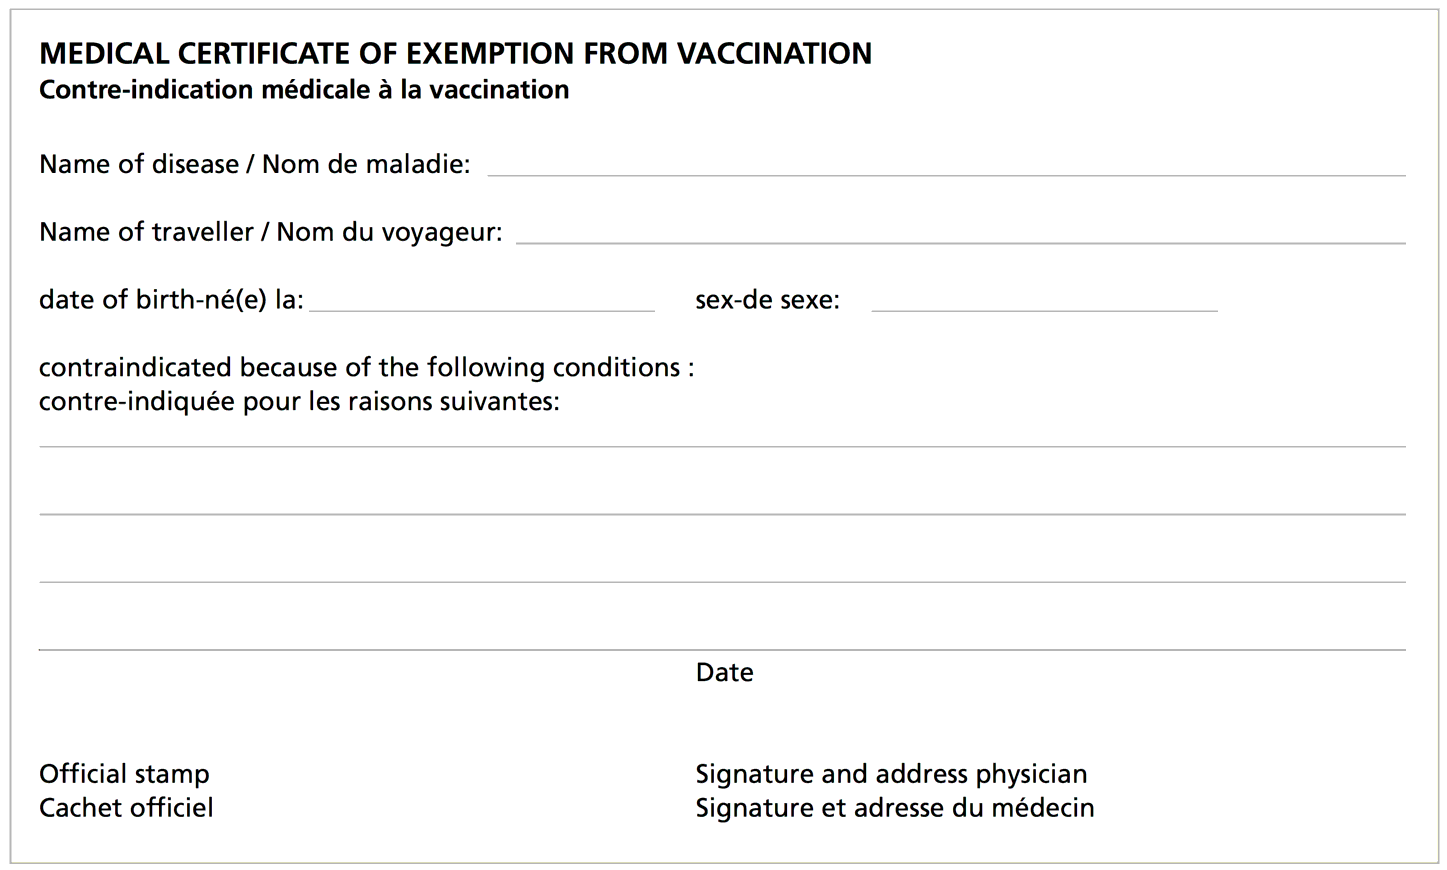 MEDICAL CERTIFICATE OF EXEMPTION FROM VACCINATION
Contre-indication médicale à la vaccination
Name of disease / Nom de maladie:
Name of traveller / Nom du voyageur:
date of birth-né(e) la: sex-de sexe:
contraindicated because of the following conditions :
contre-indiquée pour les raisons suivantes:
Date
Official stamp Signature and address physician
Cachet officiel Signature et adresse du médecin